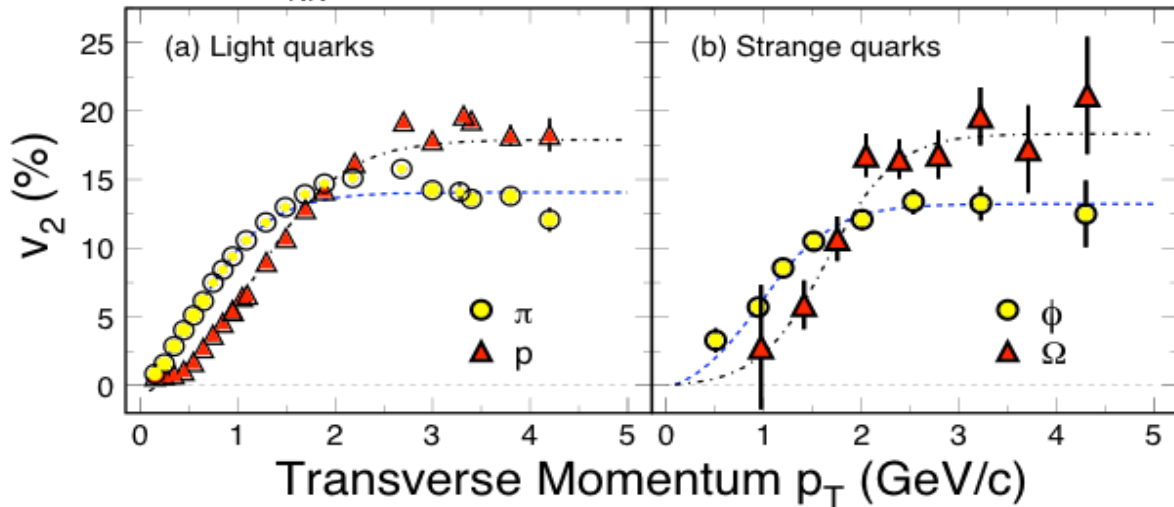 (a) Light quarks
(b) Strange quarks
v2 (%)
25
20
15
10
5
0
π
p
ϕ
Ω
0 1 2 3 4 5
0 1 2 3 4 5
Transverse Momentum pT (GeV/c)